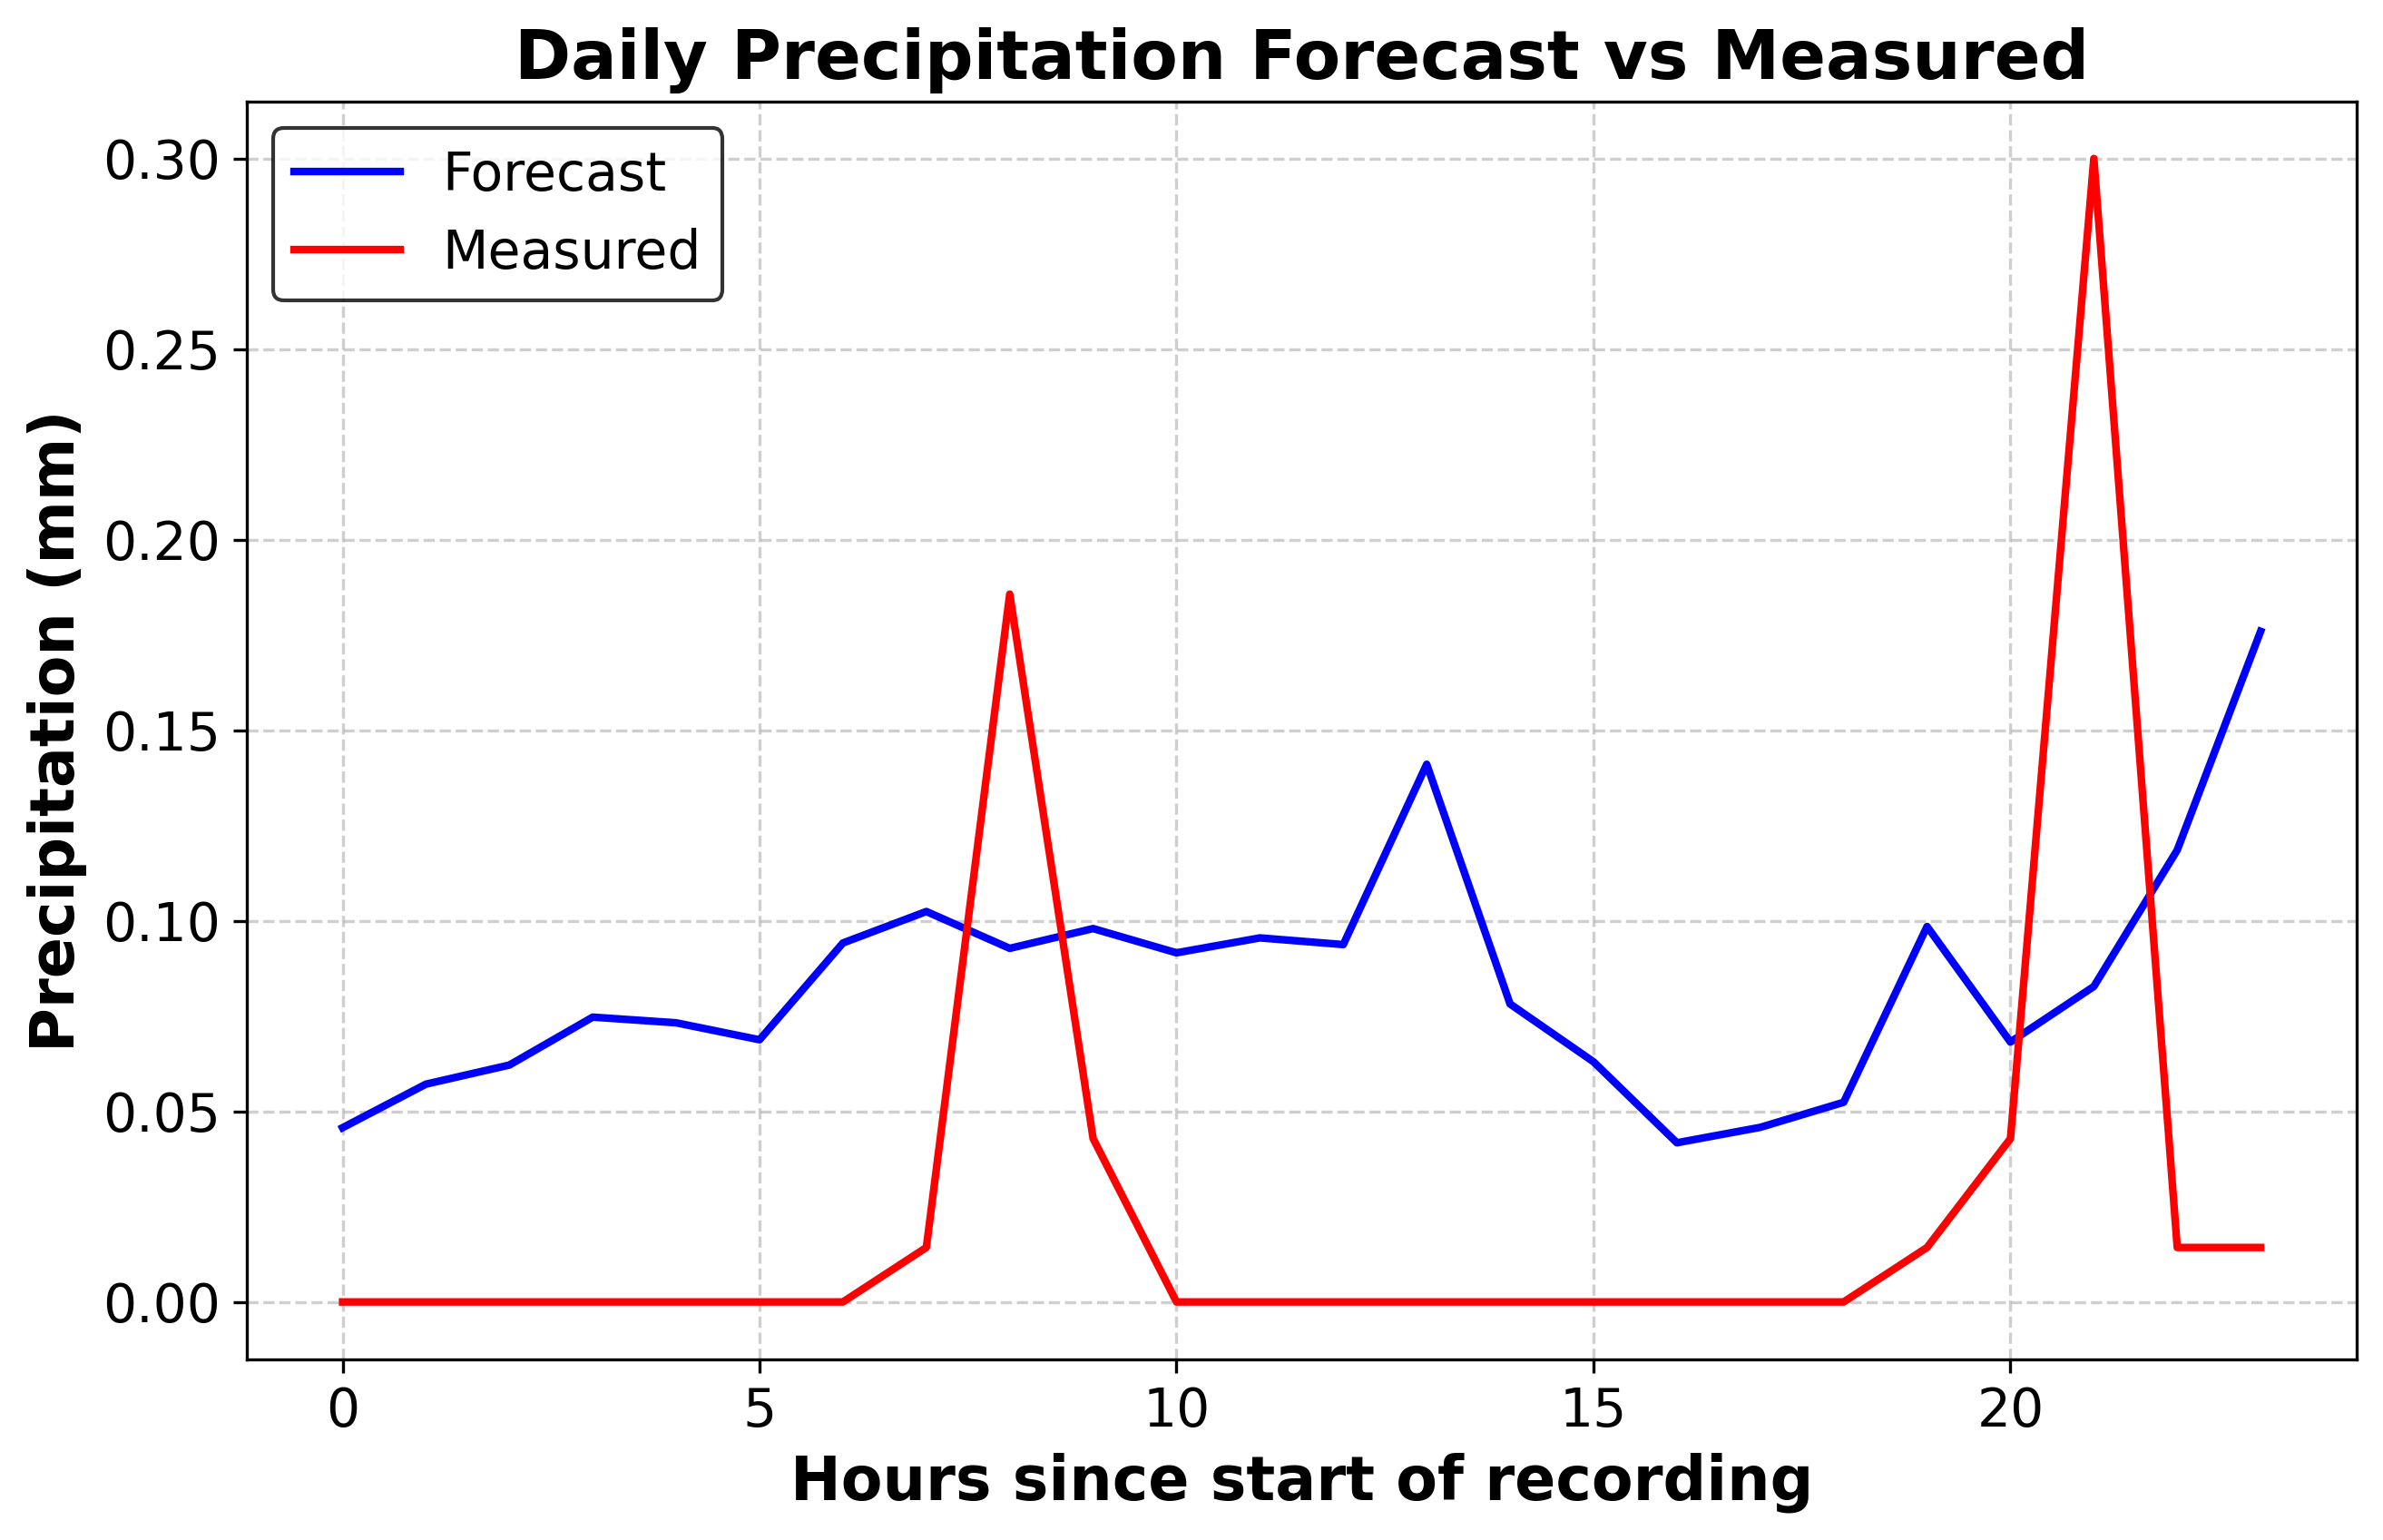 Daily Precipitation Forecast vs Measured
Forecast
Measured
Precipitation (mm)
0.30
0.25
0.20
0.15
0.10
0.05
0.00
0 5 10 15 20
Hours since start of recording